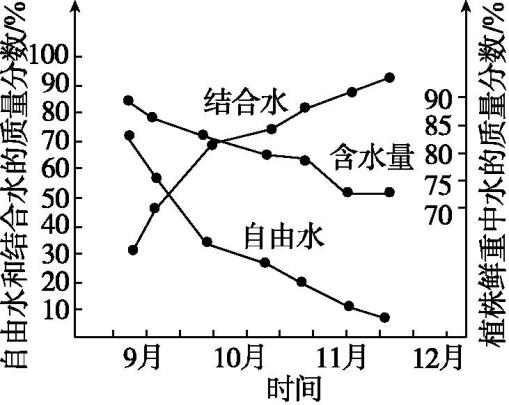 自由水和结合水的质量分数/%
100
90
80
70
60
50
40
30
20
10
结合水
含水量
自由水
90
85
80
75
70
植株鲜重中水的质量分数/%
9月 10月 11月 12月
时间